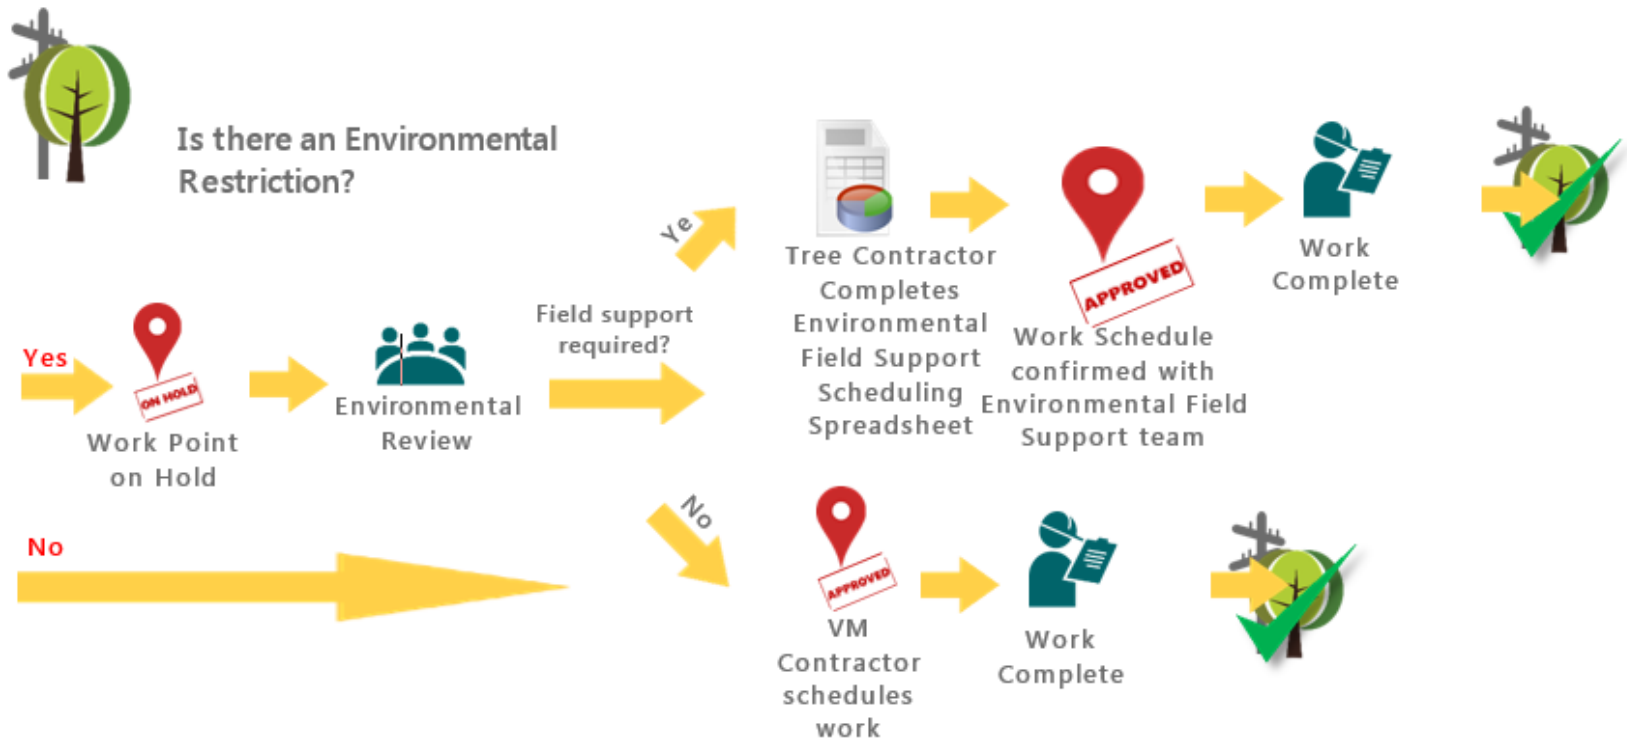 Is there an Environmental
Restriction?
Yes
ON HOLD
Work Point
on Hold
Environmental
Review
Field support
required?
Ye
Tree Contractor
Completes
Environmental
Field Support
Scheduling
Spreadsheet
APPROVED
Work Schedule
confirmed with
Environmental Field
Support team
Work
Complete
No
No
APPROVED
VM
Contractor
schedules
work
Work
Complete